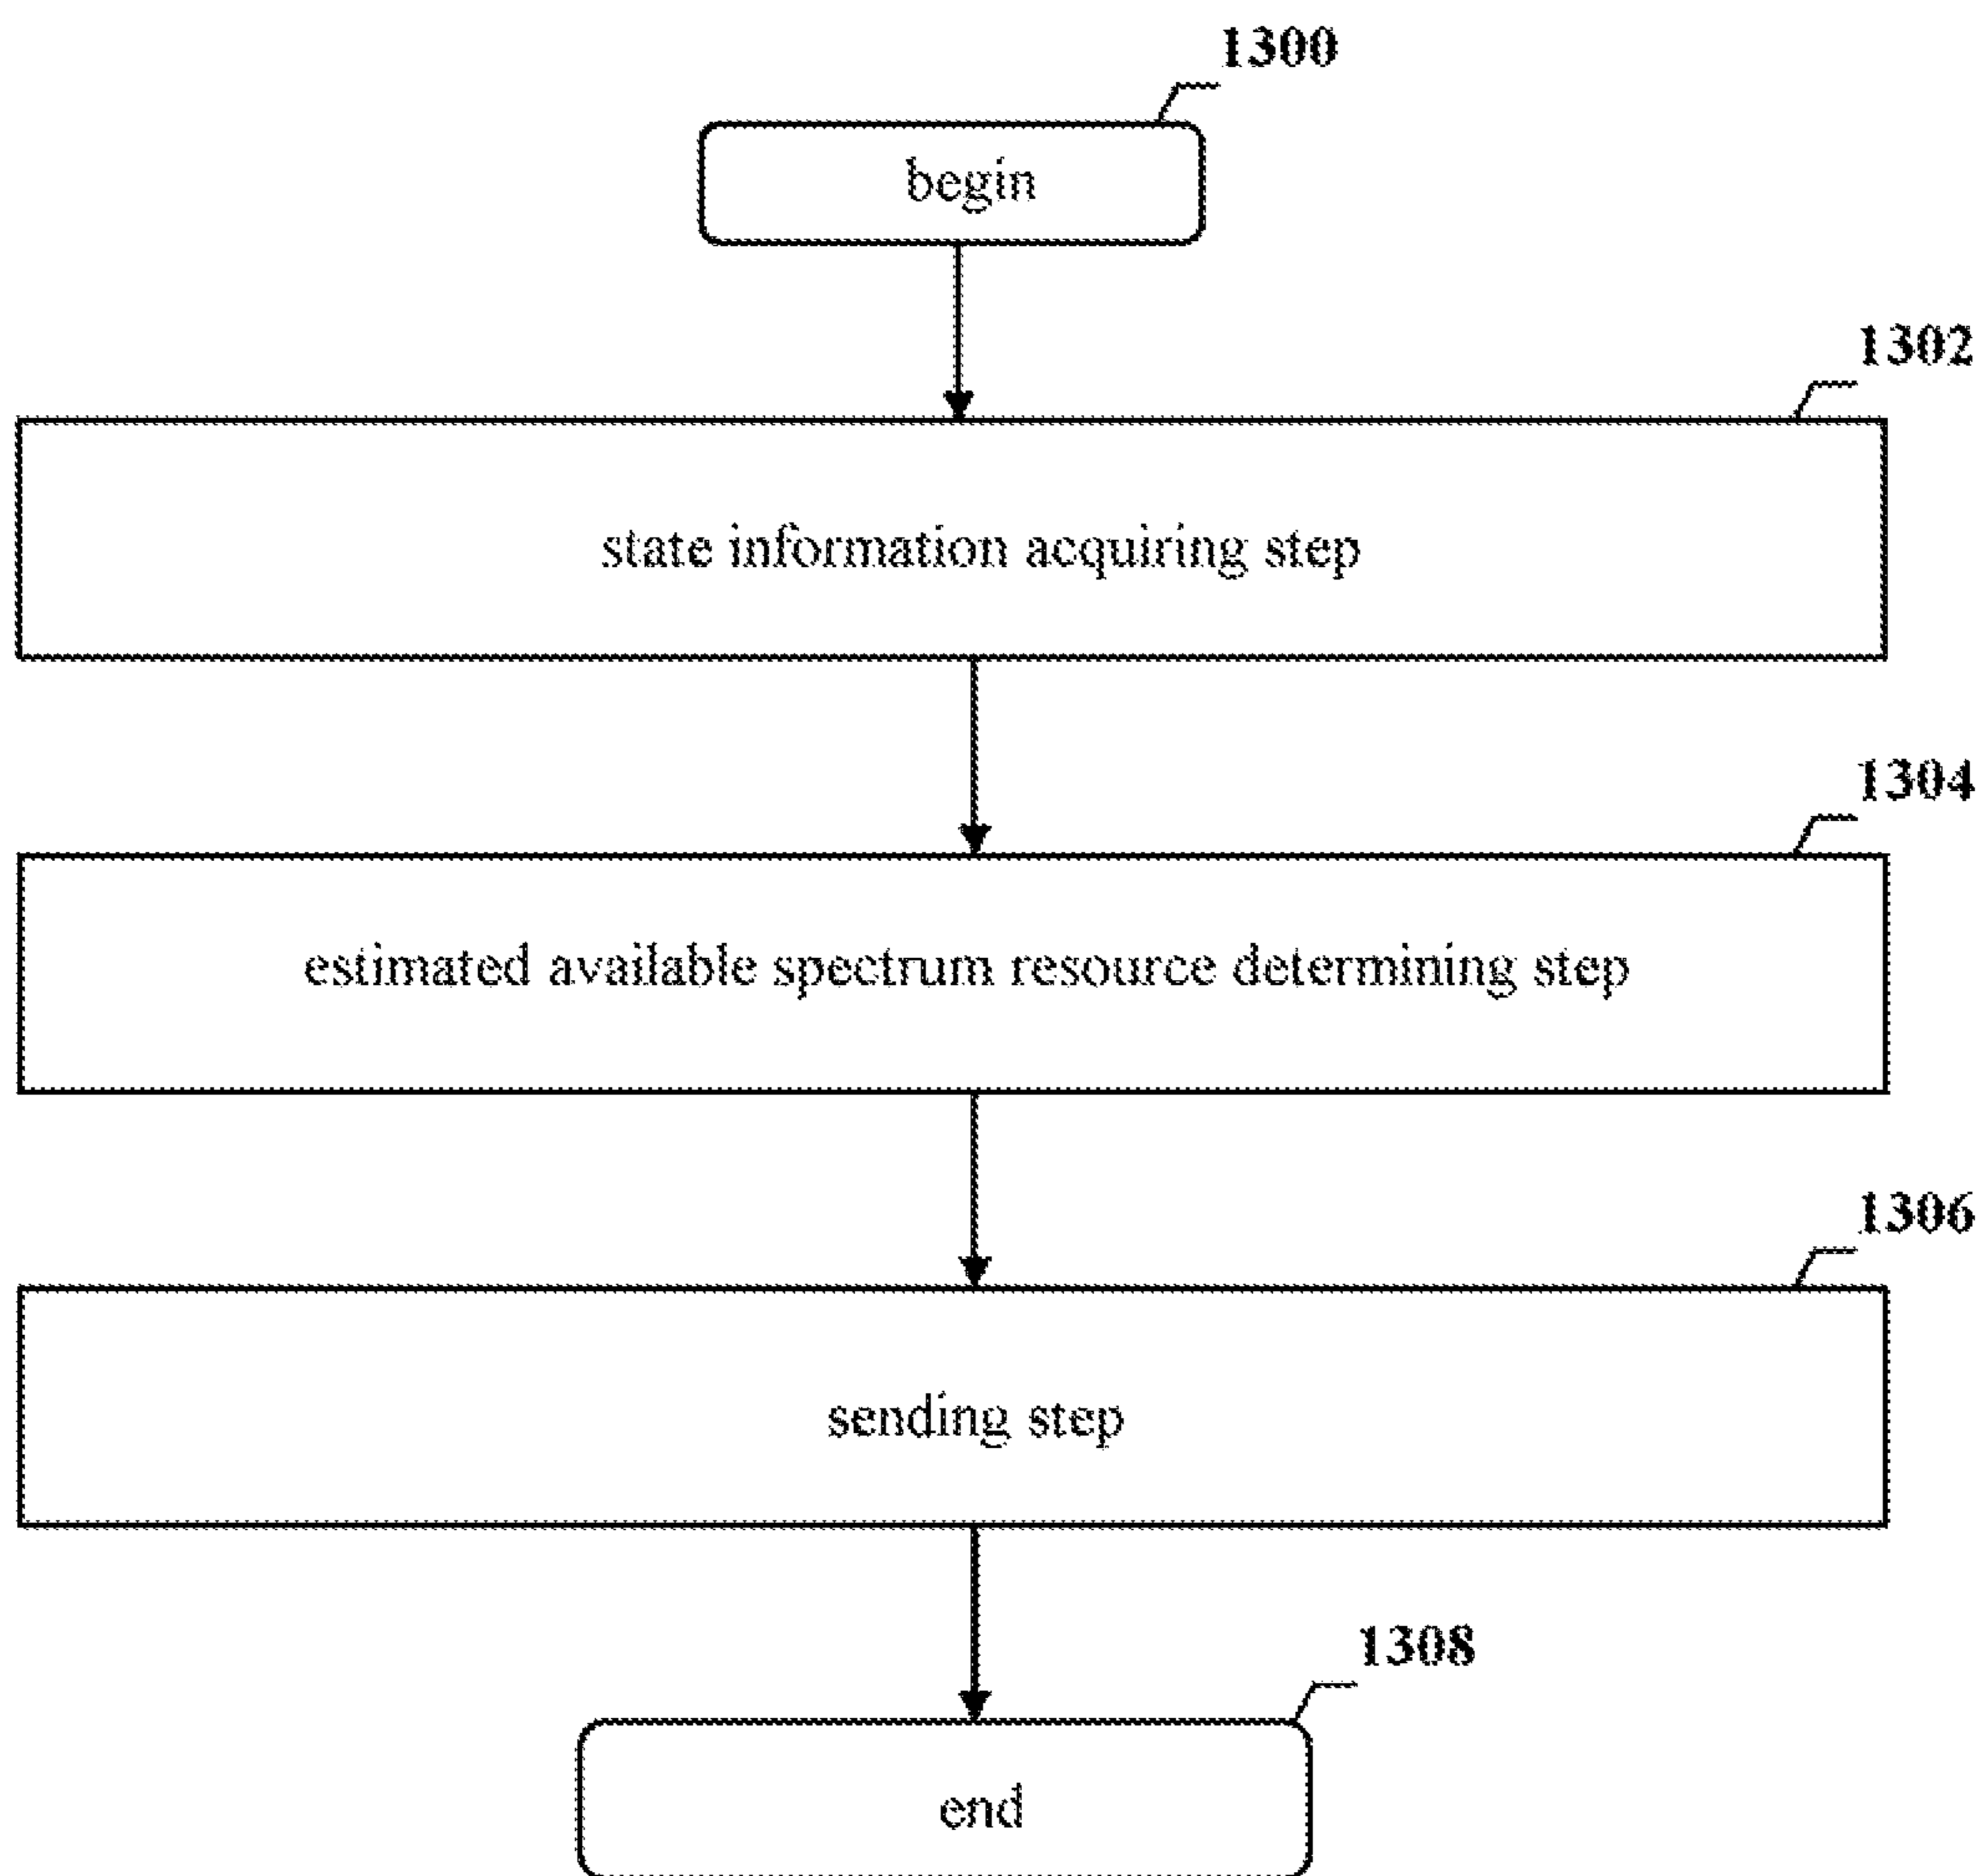 1300
begin
1302
state information acquiring step
1304
estimated available spectrum resource determining step
1306
sending step
1308
end